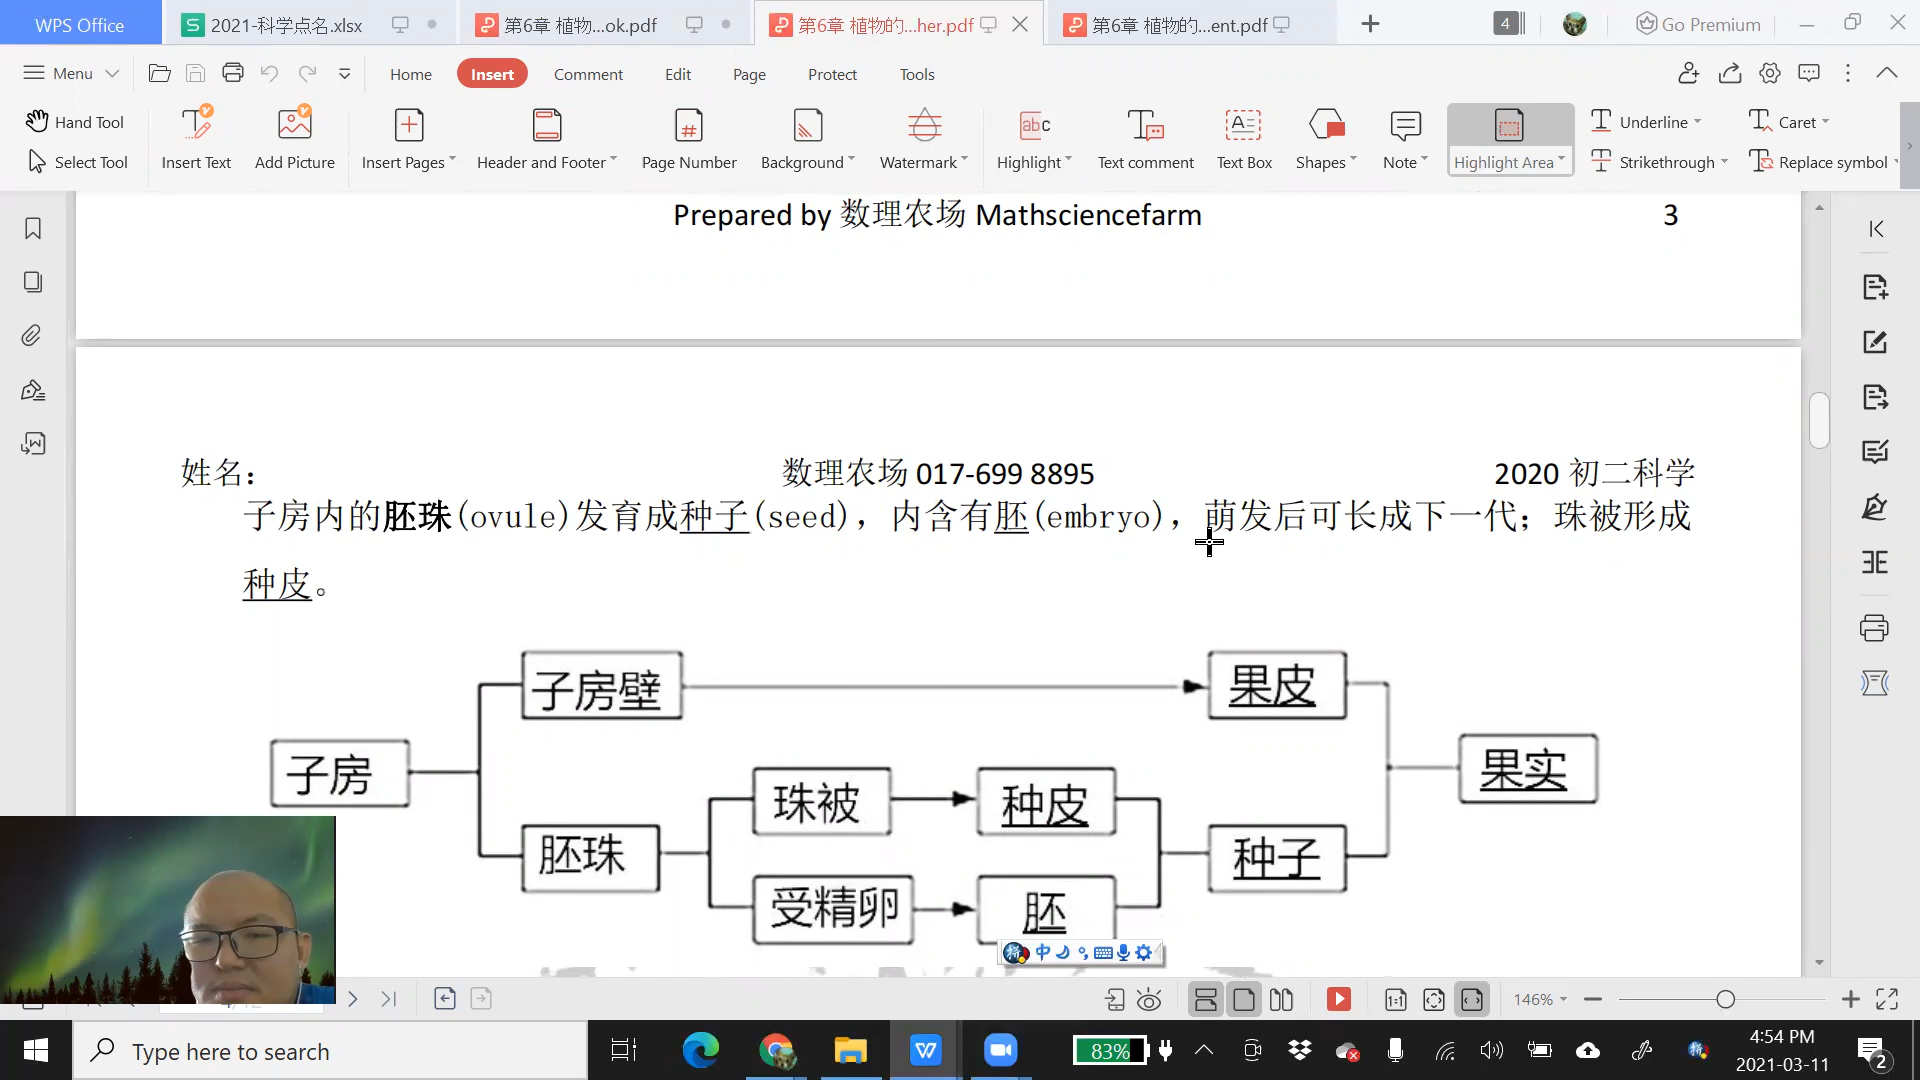 WPS Office
2021-科学点名.xlsx
第6章 植物...ok.pdf
第6章 植物的...her.pdf
第6章 植物的...ent.pdf
4
Go Premium
Menu
Home
Insert
Comment
Edit
Page
Protect
Tools
Hand Tool
Select Tool
Insert Text
Add Picture
Insert Pages
Header and Footer
Page Number
Background
Watermark
Highlight
Text comment
Text Box
Shapes
Note
Highlight Area
Underline
Strikethrough
Caret
Replace symbol
Prepared by 数理农场 Mathsciencefarm 3
姓名： 数理农场 017-699 8895 2020 初二科学
子房内的胚珠(ovule)发育成种子(seed)，内含有胚(embryo)，萌发后可长成下一代；珠被形成
种皮。
子房壁
果皮
子房
果实
珠被
种皮
胚珠
种子
受精卵
胚
中
146%
Type here to search
83%
4:54 PM
2021-03-11
2